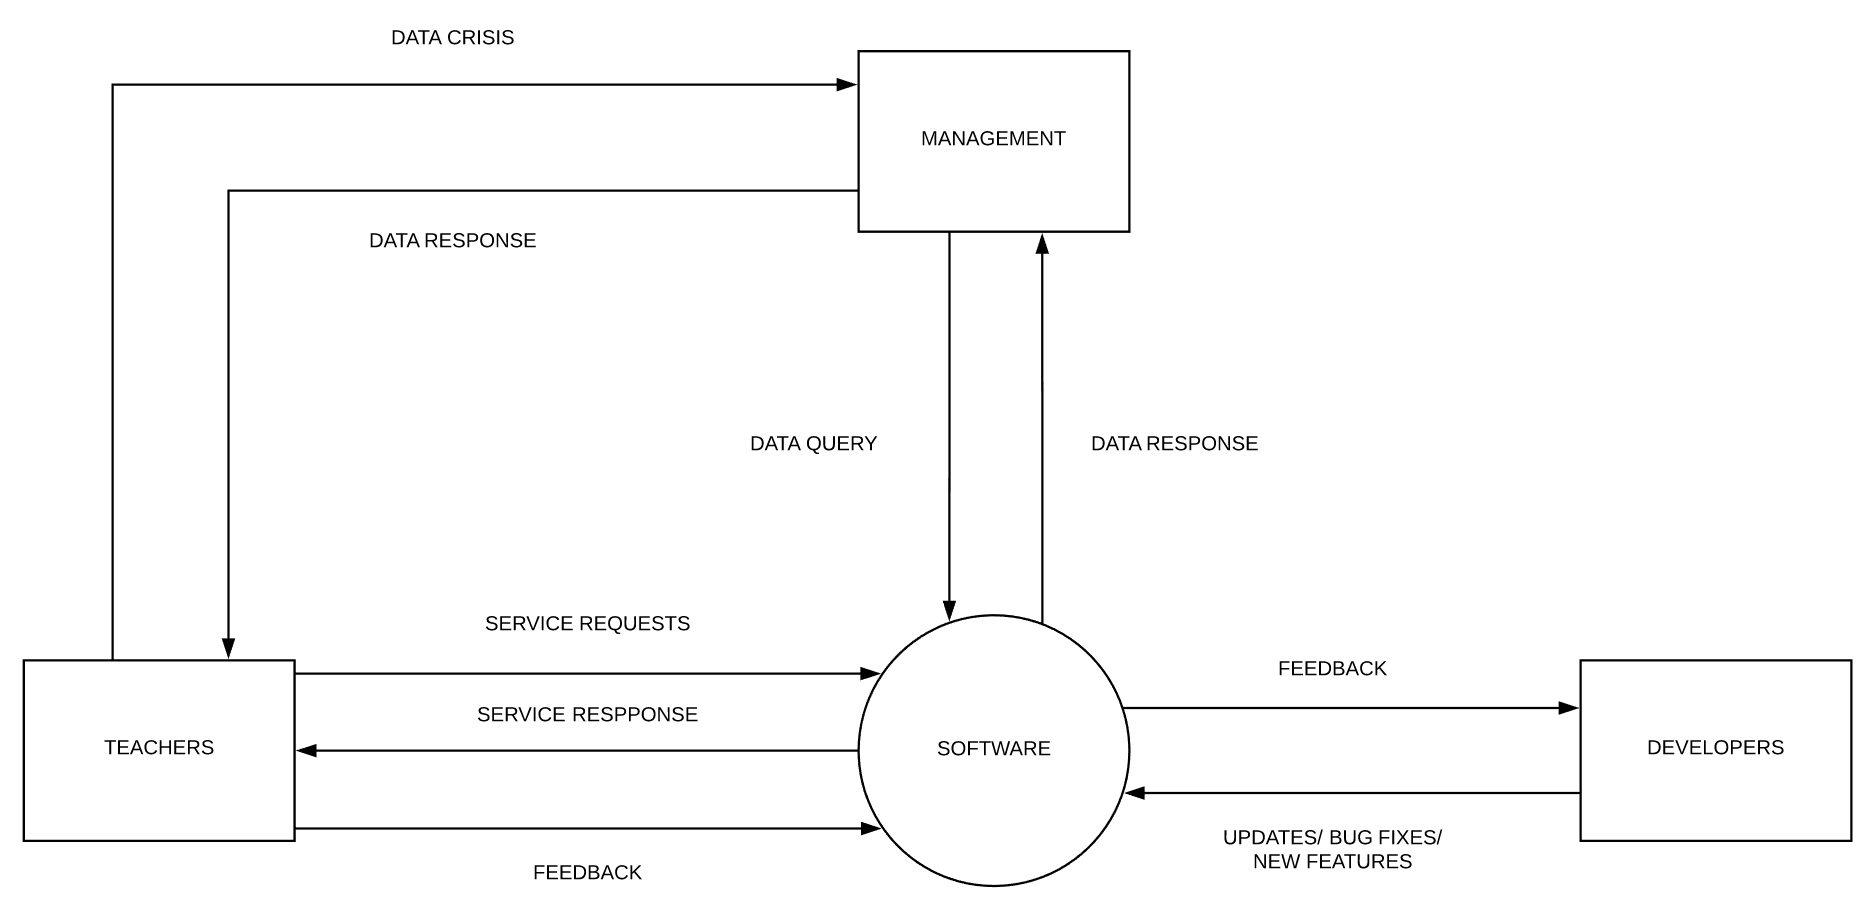 DATA CRISIS
MANAGEMENT
DATA RESPONSE
DATA QUERY
DATA RESPONSE
SERVICE REQUESTS
FEEDBACK
SERVICE RESPPONSE
TEACHERS
SOFTWARE
DEVELOPERS
UPDATES/ BUG FIXES/
NEW FEATURES
FEEDBACK